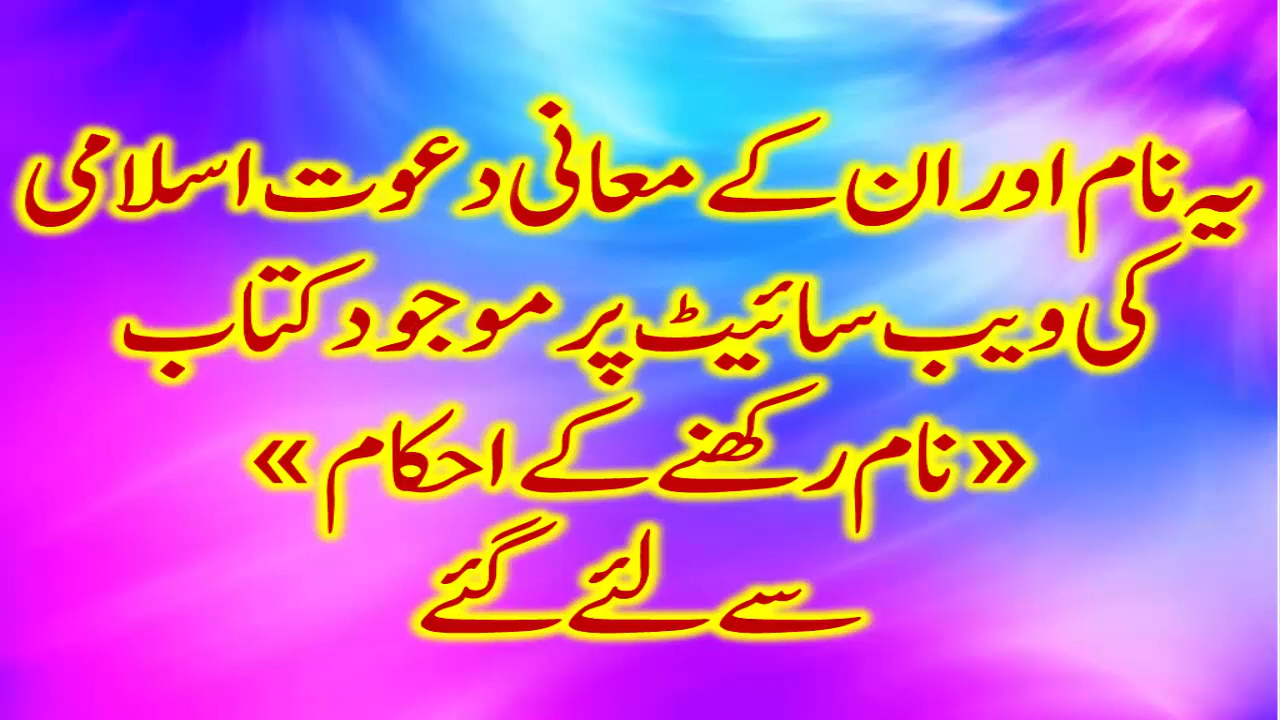 یہ نام اور ان کے معانی دعوت اسلامی
کی ویب سائیٹ پر موجود کتاب
«نام رکھنے کے احکام»
سے لئے گئے